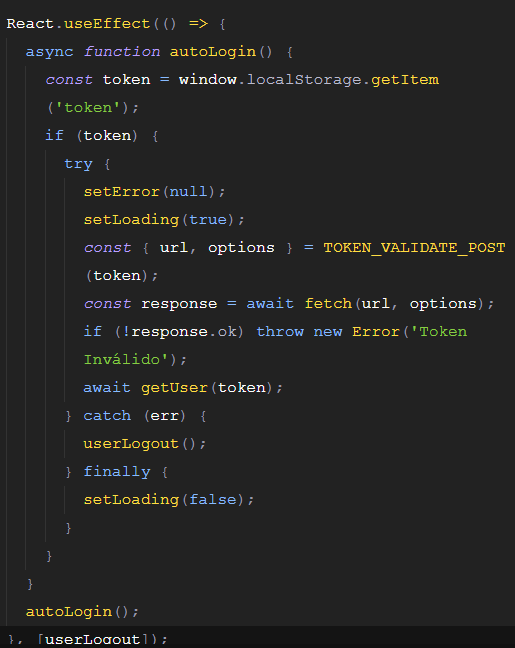 React.useEffect(() => {
async function autoLogin() {
const token = window.localStorage.getItem
('token');
if (token) {
try {
setError(null);
setLoading(true);
const { url, options } = TOKEN_VALIDATE_POST
(token);
const response = await fetch(url, options);
if (!response.ok) throw new Error('Token
Inválido');
await getUser(token);
} catch (err) {
userLogout();
} finally {
setLoading(false);
}
}
}
autoLogin();
}, [userLogout]);